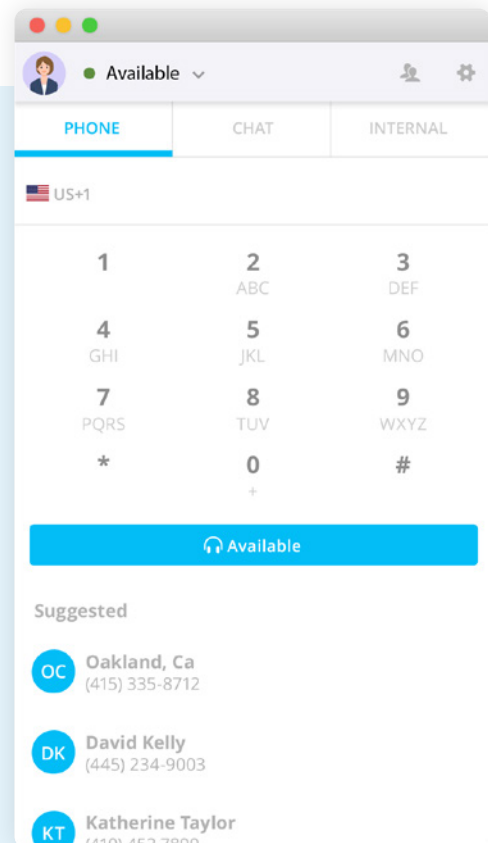 Available
PHONE CHAT INTERNAL
US+1
1 2 3
ABC DEF
4 5 6
GHI JKL MNO
7 8 9
PQRS TUV WXYZ
* 0 #
+
Available
Suggested
OC Oakland, Ca
(415) 335-8712
DK David Kelly
(445) 234-9003
KT Katherine Taylor